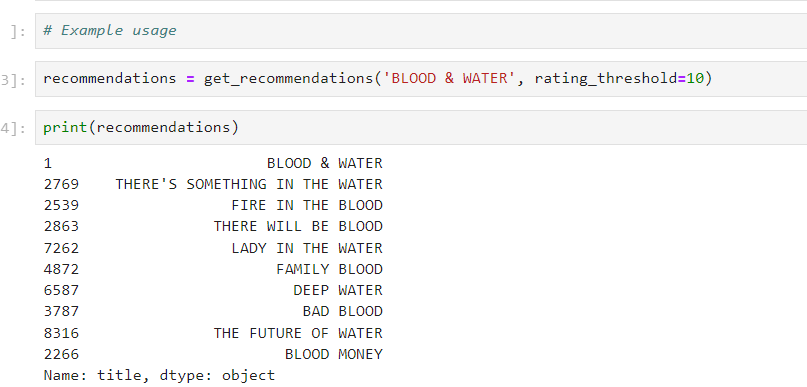 ]: # Example usage
3]: recommendations = get_recommendations('BLOOD & WATER', rating_threshold=10)
4]: print(recommendations)
1 BLOOD & WATER
2769 THERE'S SOMETHING IN THE WATER
2539 FIRE IN THE BLOOD
2863 THERE WILL BE BLOOD
7262 LADY IN THE WATER
4872 FAMILY BLOOD
6587 DEEP WATER
3787 BAD BLOOD
8316 THE FUTURE OF WATER
2266 BLOOD MONEY
Name: title, dtype: object